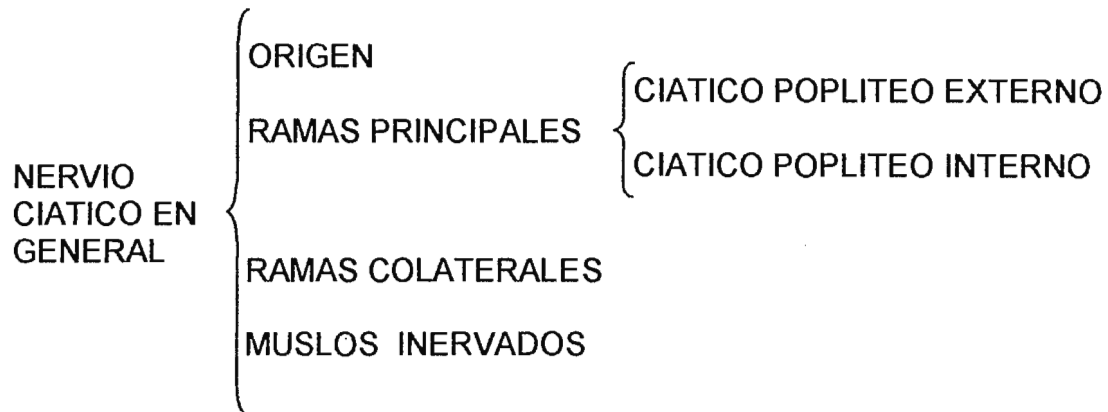 NERVIO
CIATICO EN
GENERAL
ORIGEN
RAMAS PRINCIPALES
CIATICO POPLITEO EXTERNO
CIATICO POPLITEO INTERNO
RAMAS COLATERALES
MUSLOS INERVADOS